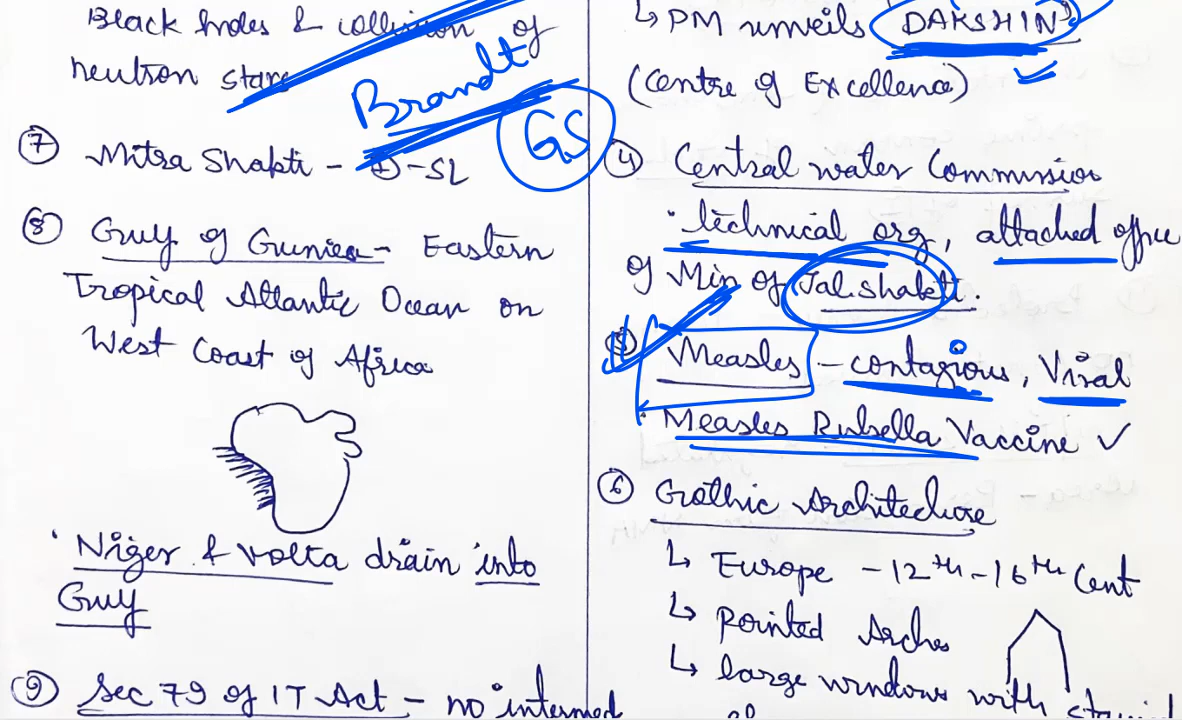 Black holes & collision of
neutron stars
Brandt
GS
⑦ Mitra Shakti - -SL
⑧ Gulf of Guniea - Eastern
Tropical Atlantic Ocean on
West Coast of Africa
· Niger & Volta drain into
Gulf
⑨ Sec 79 of IT Act - no intermed
↳ PM unveils DAKSHIN
(Centre of Excellence)
④ Central water Commission
· technical org, attached office
of Min of Jal Shakti.
⑤ Measles - contagious, Viral
· Measles Rubella Vaccine ✓
⑥ Gothic Architecture
↳ Europe - 12th - 16th Cent
↳ pointed Arches
↳ large windows with